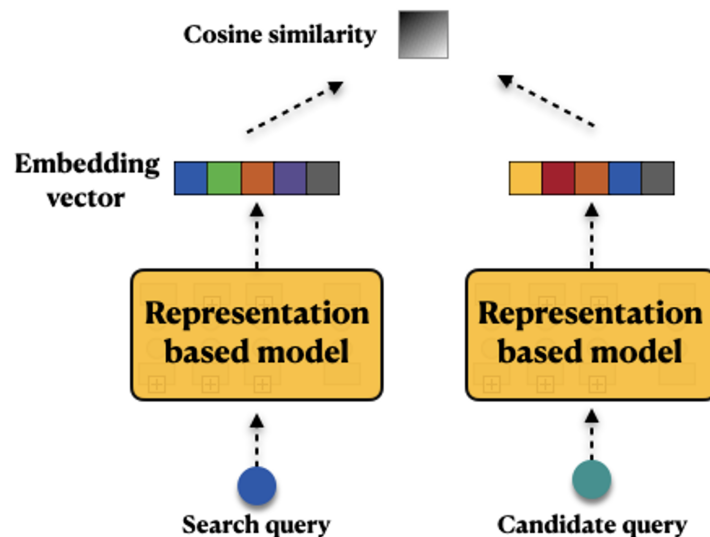 Cosine similarity
Embedding
vector
Representation
based model
Representation
based model
Search query
Candidate query